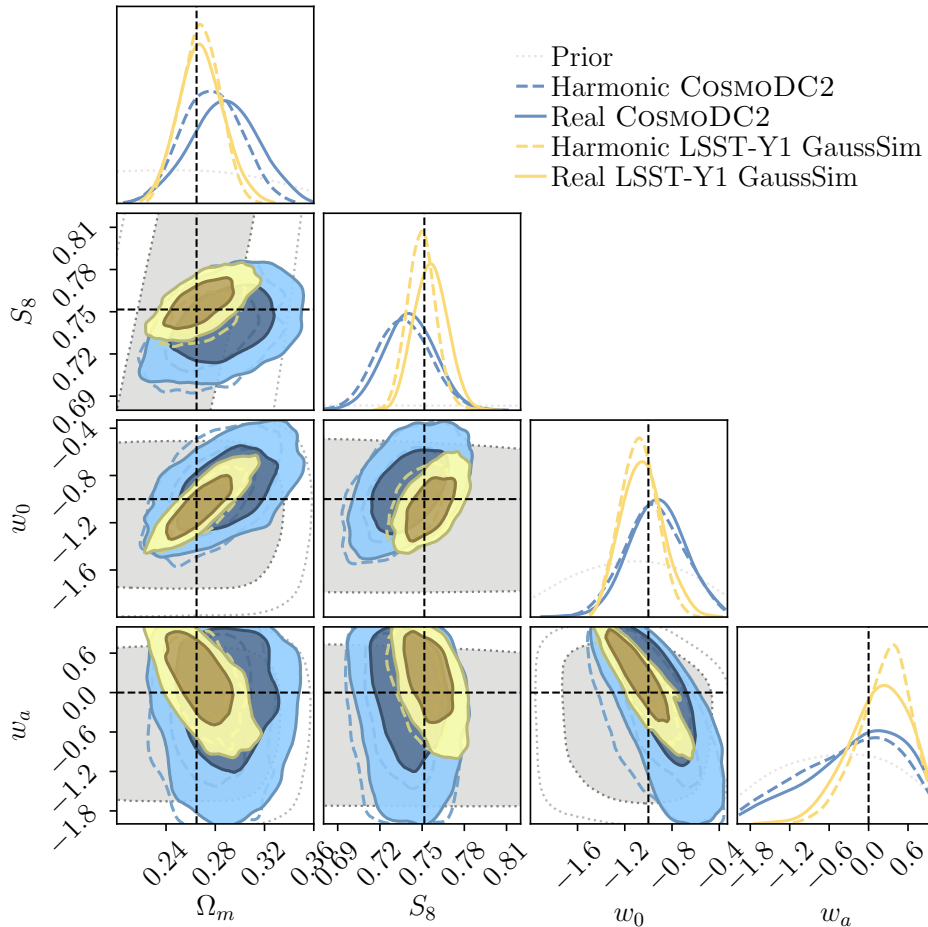 Prior
Harmonic COSMODC2
Real COSMODC2
Harmonic LSST-Y1 GaussSim
Real LSST-Y1 GaussSim
S₈
0.81
0.78
0.75
0.72
0.69
w₀
−0.4
−0.8
−1.2
−1.6
wₐ
0.6
0.0
−0.6
−1.2
−1.8
0.24 0.28 0.32 0.36
0.69 0.72 0.75 0.78 0.81
−1.6 −1.2 −0.8 −0.4
−1.8 −1.2 −0.6 0.0 0.6
Ωₘ S₈ w₀ wₐ